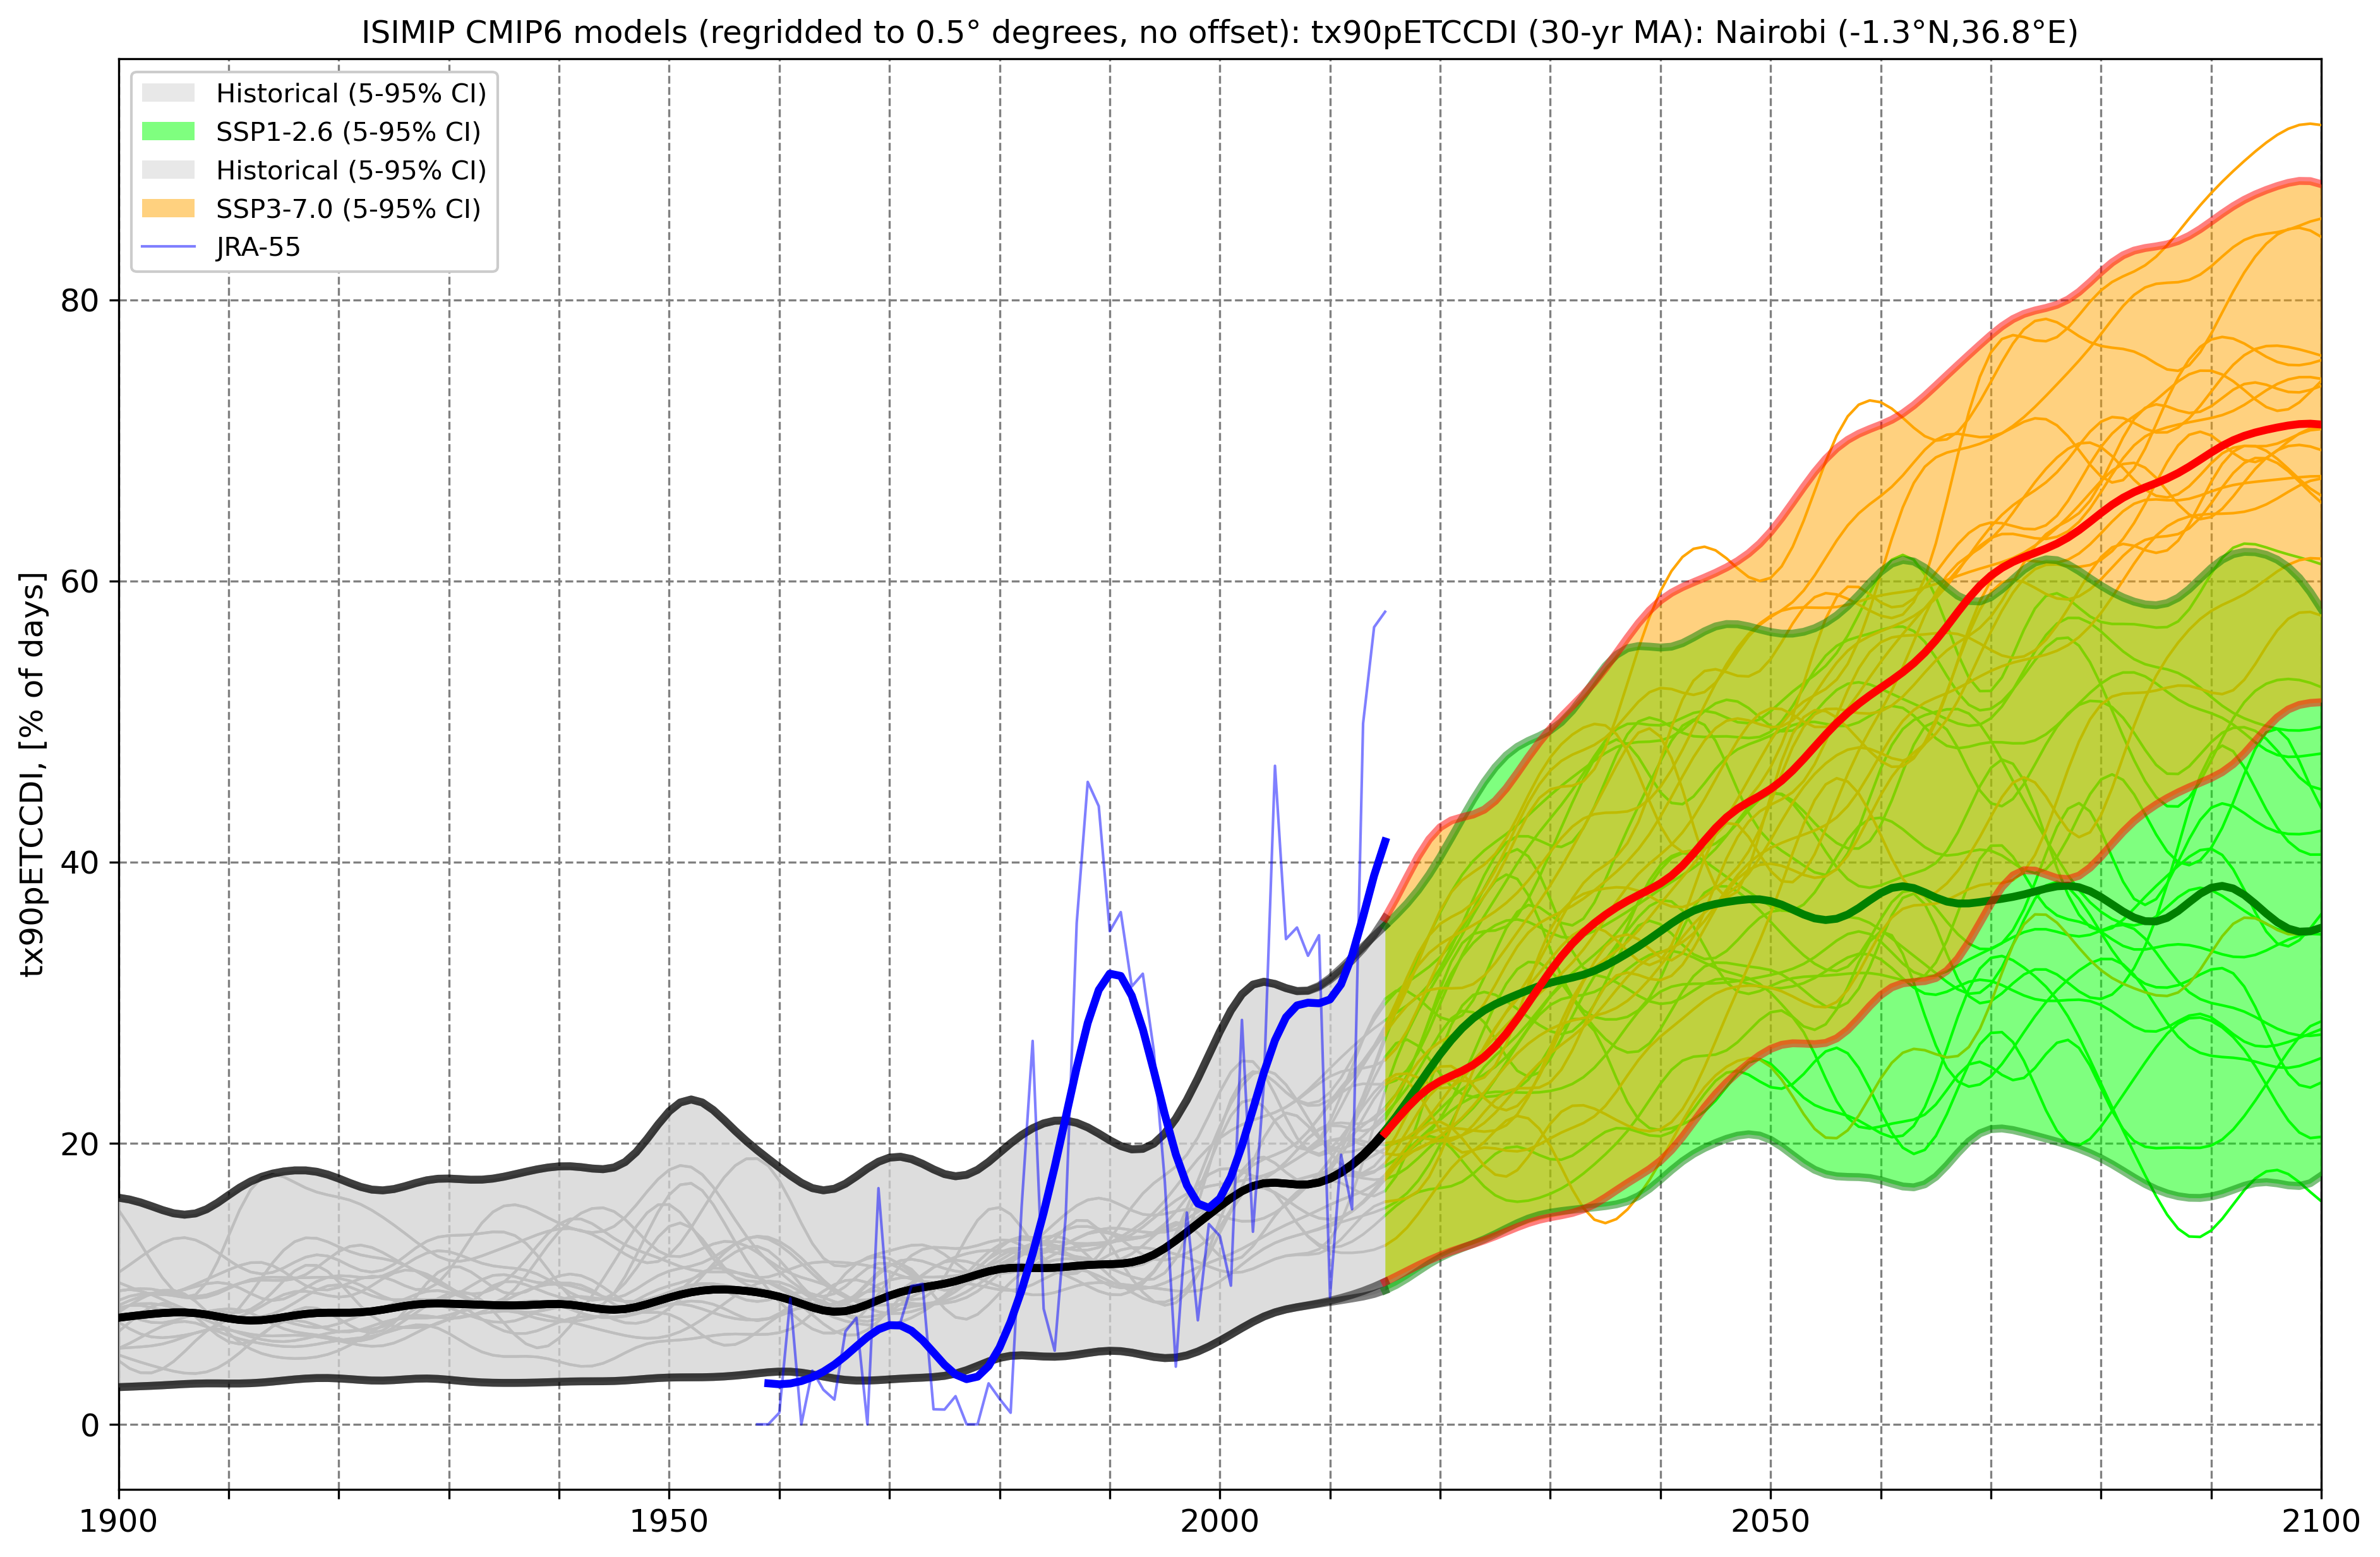 ISIMIP CMIP6 models (regridded to 0.5° degrees, no offset): tx90pETCCDI (30-yr MA): Nairobi (-1.3°N,36.8°E)
Historical (5-95% CI)
SSP1-2.6 (5-95% CI)
Historical (5-95% CI)
SSP3-7.0 (5-95% CI)
JRA-55
tx90pETCCDI, [% of days]
80
60
40
20
0
1900 1950 2000 2050 2100